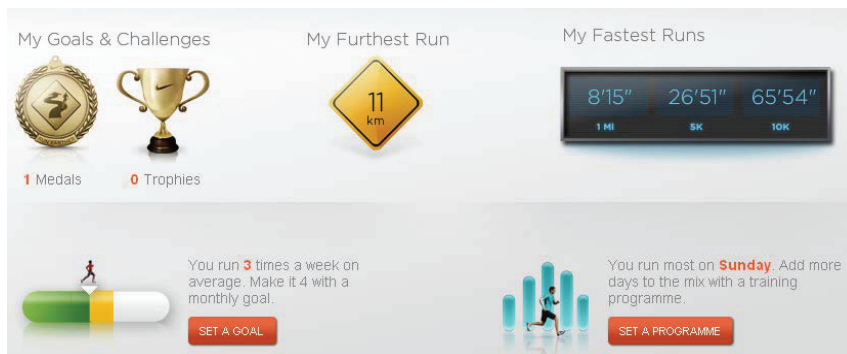 My Goals & Challenges
My Furthest Run
My Fastest Runs
11
km
8'15"
26'51"
65'54"
1 MI
5K
10K
1 Medals
0 Trophies
You run 3 times a week on
average. Make it 4 with a
monthly goal.
SET A GOAL
You run most on Sunday. Add more
days to the mix with a training
programme.
SET A PROGRAMME